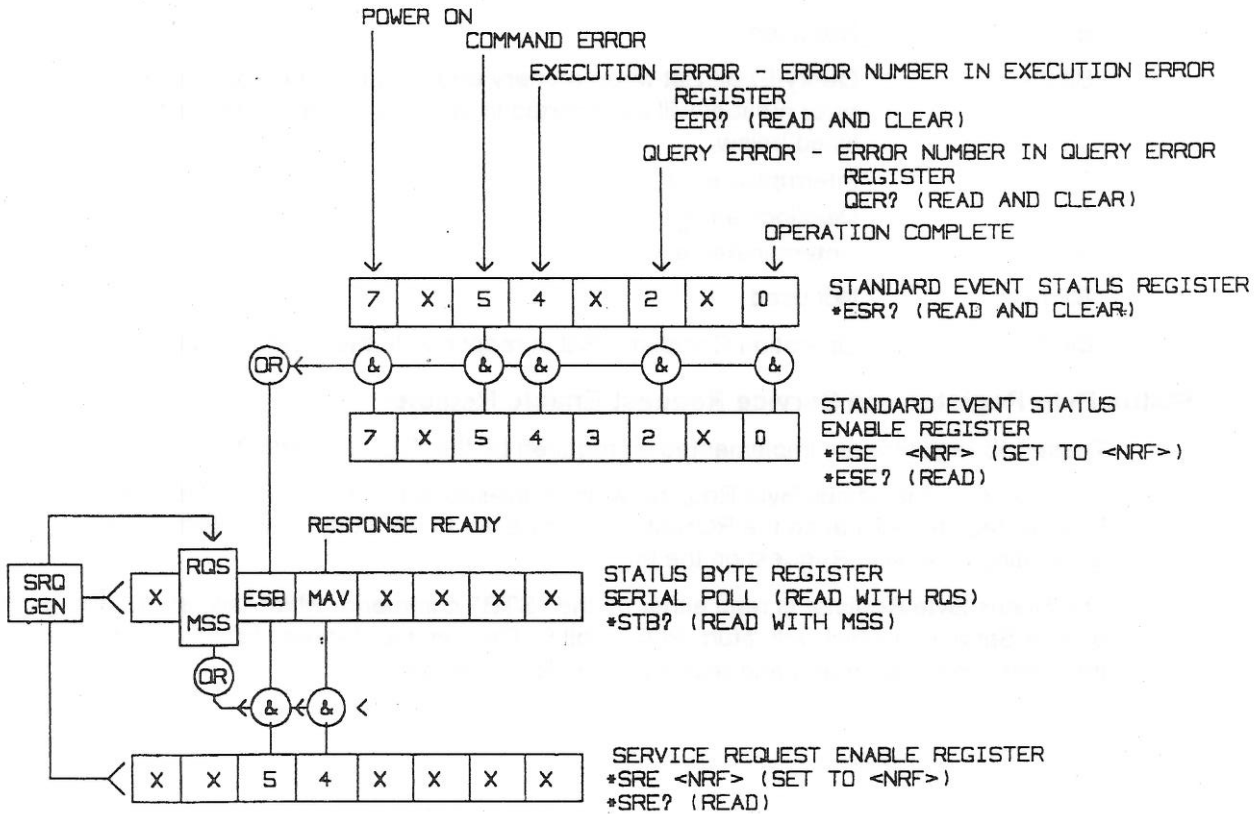 POWER ON
COMMAND ERROR
EXECUTION ERROR - ERROR NUMBER IN EXECUTION ERROR
REGISTER
EER? (READ AND CLEAR)
QUERY ERROR - ERROR NUMBER IN QUERY ERROR
REGISTER
QER? (READ AND CLEAR)
OPERATION COMPLETE
7 X 5 4 X 2 X 0
STANDARD EVENT STATUS REGISTER
*ESR? (READ AND CLEAR)
OR & & & & &
7 X 5 4 3 2 X 0
STANDARD EVENT STATUS
ENABLE REGISTER
*ESE <NRF> (SET TO <NRF>)
*ESE? (READ)
RESPONSE READY
SRQ
GEN
X
RQS
MSS
ESB MAV X X X X
STATUS BYTE REGISTER
SERIAL POLL (READ WITH RQS)
*STB? (READ WITH MSS)
OR
& &
X X 5 4 X X X X
SERVICE REQUEST ENABLE REGISTER
*SRE <NRF> (SET TO <NRF>)
*SRE? (READ)